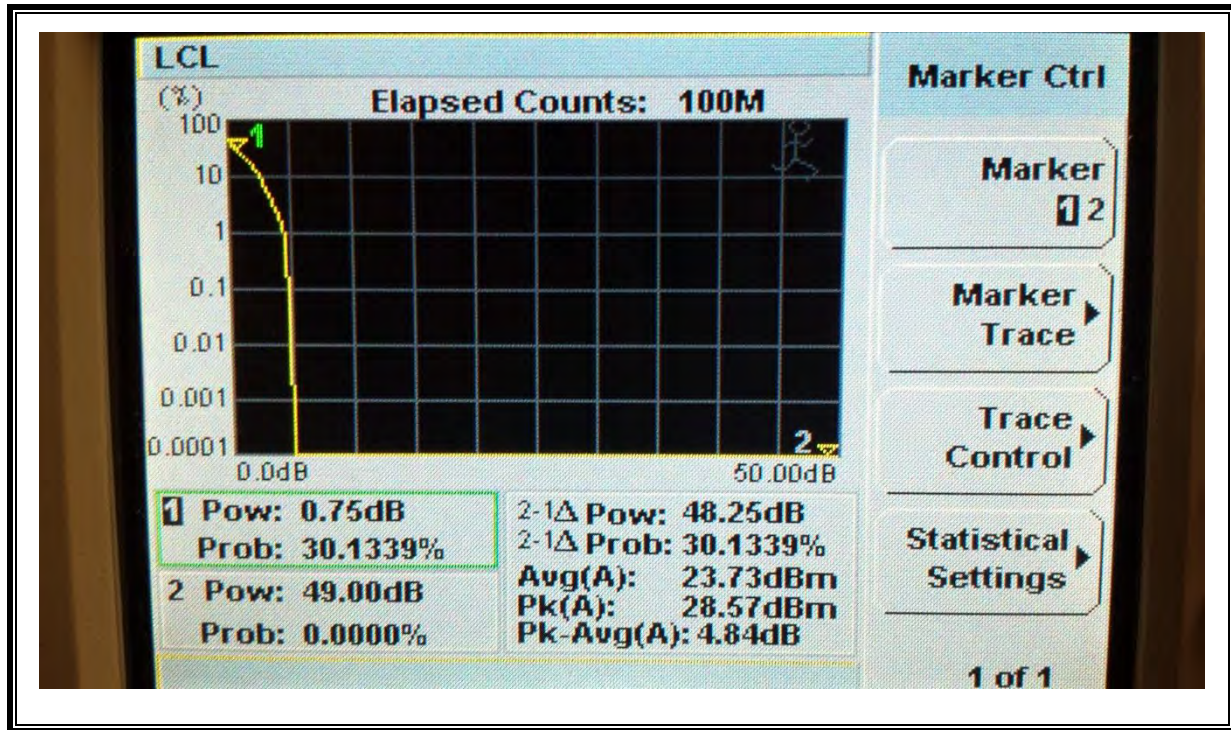 LCL
(%) Elapsed Counts: 100M
100
1
10
1
0.1
0.01
0.001
0.0001
2
0.0dB 50.00dB
1 Pow: 0.75dB
Prob: 30.1339%
2 Pow: 49.00dB
Prob: 0.0000%
2-1Δ Pow: 48.25dB
2-1Δ Prob: 30.1339%
Avg(A): 23.73dBm
Pk(A): 28.57dBm
Pk-Avg(A): 4.84dB
Marker Ctrl
Marker
1 2
Marker
Trace
Trace
Control
Statistical
Settings
1 of 1